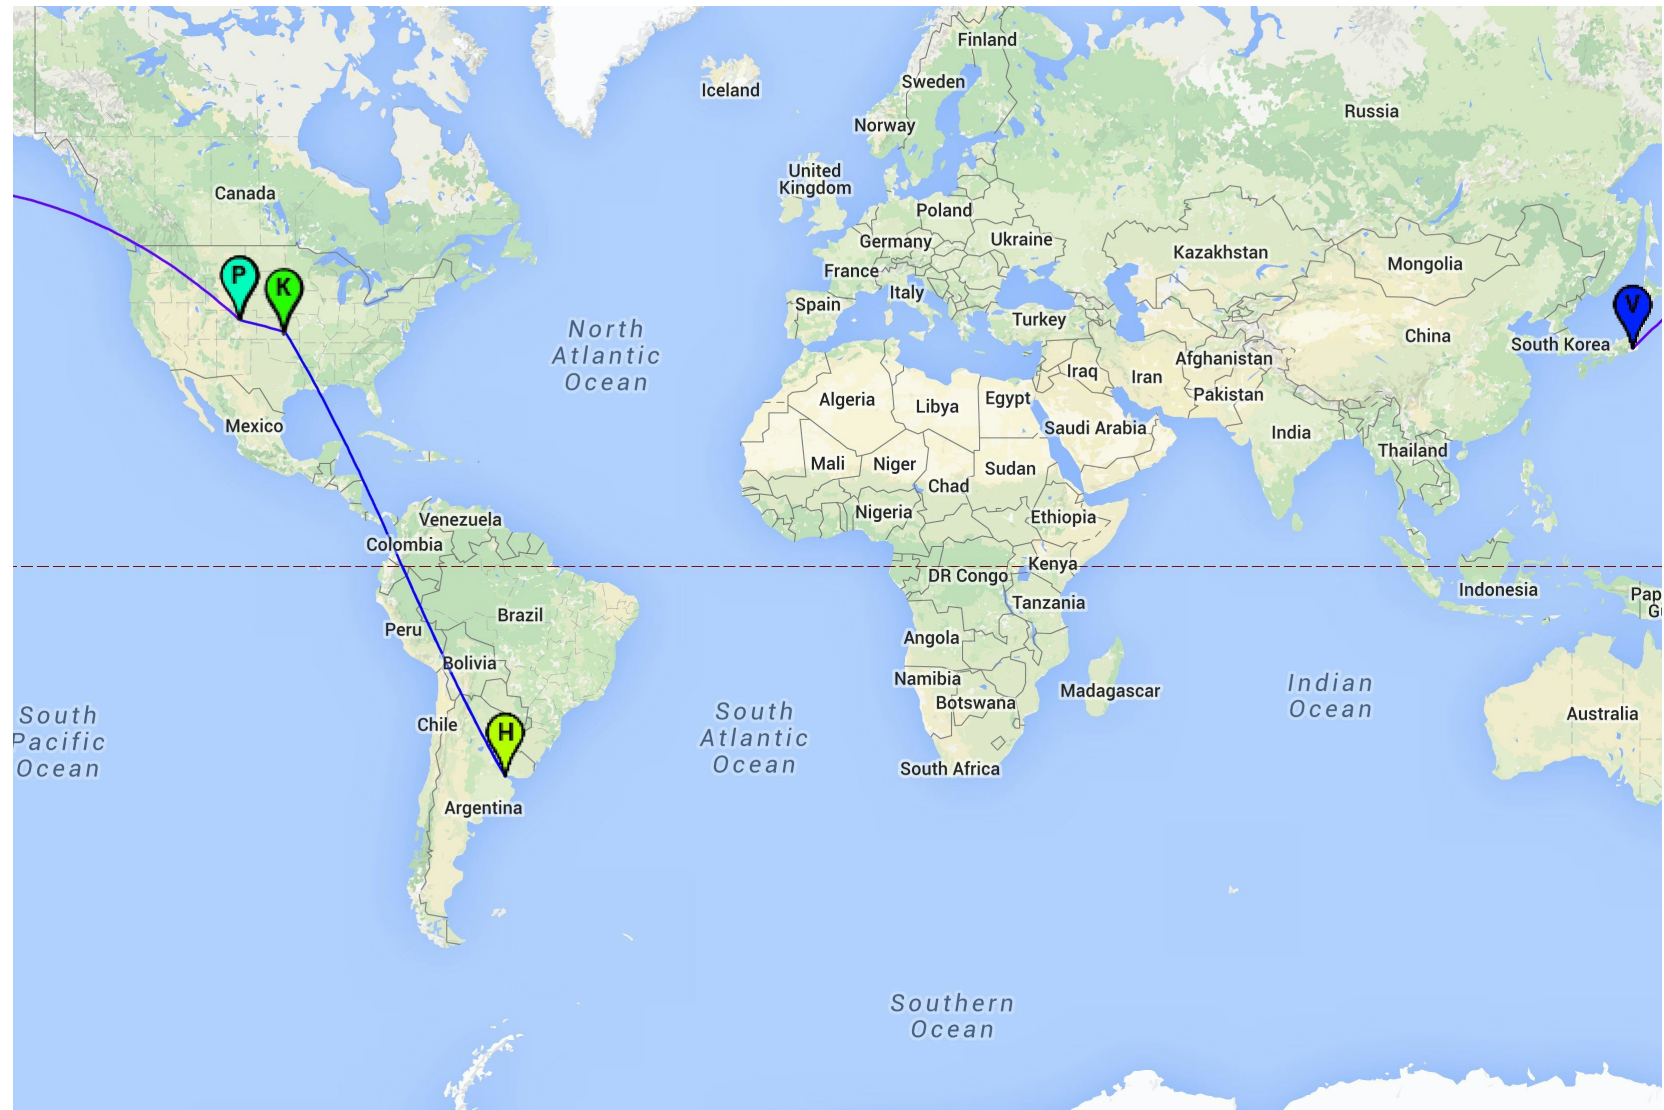 Finland
Sweden
Iceland
Russia
Norway
United
Kingdom
Canada
Poland
Germany
Ukraine
Kazakhstan
Mongolia
France
P
K
Italy
Spain
V
Turkey
North
Atlantic
Ocean
China
South Korea
Afghanistan
Iraq
Iran
Pakistan
Algeria
Libya
Egypt
Mexico
Saudi Arabia
India
Thailand
Mali
Niger
Sudan
Chad
Venezuela
Nigeria
Ethiopia
Colombia
Kenya
DR Congo
Indonesia
Pap
G
Tanzania
Brazil
Peru
Angola
Bolivia
Namibia
Madagascar
Botswana
Indian
Ocean
South
Pacific
Ocean
Chile
H
South
Atlantic
Ocean
Australia
South Africa
Argentina
Southern
Ocean